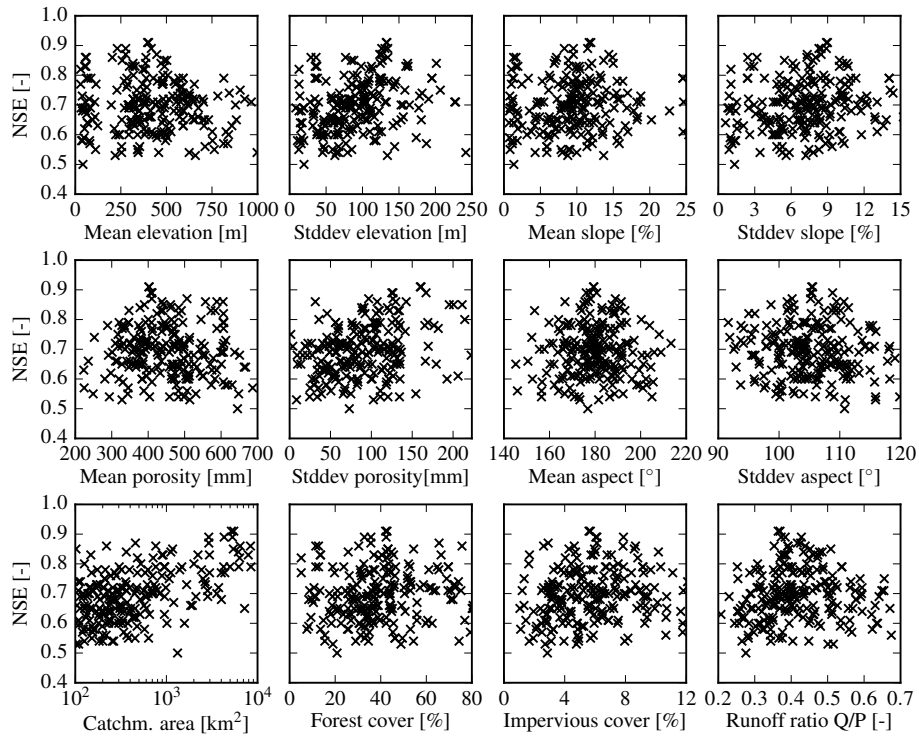 1.0
0.9
0.8
0.7
0.6
0.5
0.4
NSE [-]
0 250 500 750 1000
Mean elevation [m]
0 50 100 150 200 250
Stddev elevation [m]
0 5 10 15 20 25
Mean slope [%]
0 3 6 9 12 15
Stddev slope [%]
1.0
0.9
0.8
0.7
0.6
0.5
0.4
NSE [-]
200 300 400 500 600 700
Mean porosity [mm]
0 50 100 150 200
Stddev porosity[mm]
140 160 180 200 220
Mean aspect [°]
90 100 110 120
Stddev aspect [°]
1.0
0.9
0.8
0.7
0.6
0.5
0.4
NSE [-]
10² 10³ 10⁴
Catchm. area [km²]
0 20 40 60 80
Forest cover [%]
0 4 8 12
Impervious cover [%]
0.2 0.3 0.4 0.5 0.6 0.7
Runoff ratio Q/P [-]